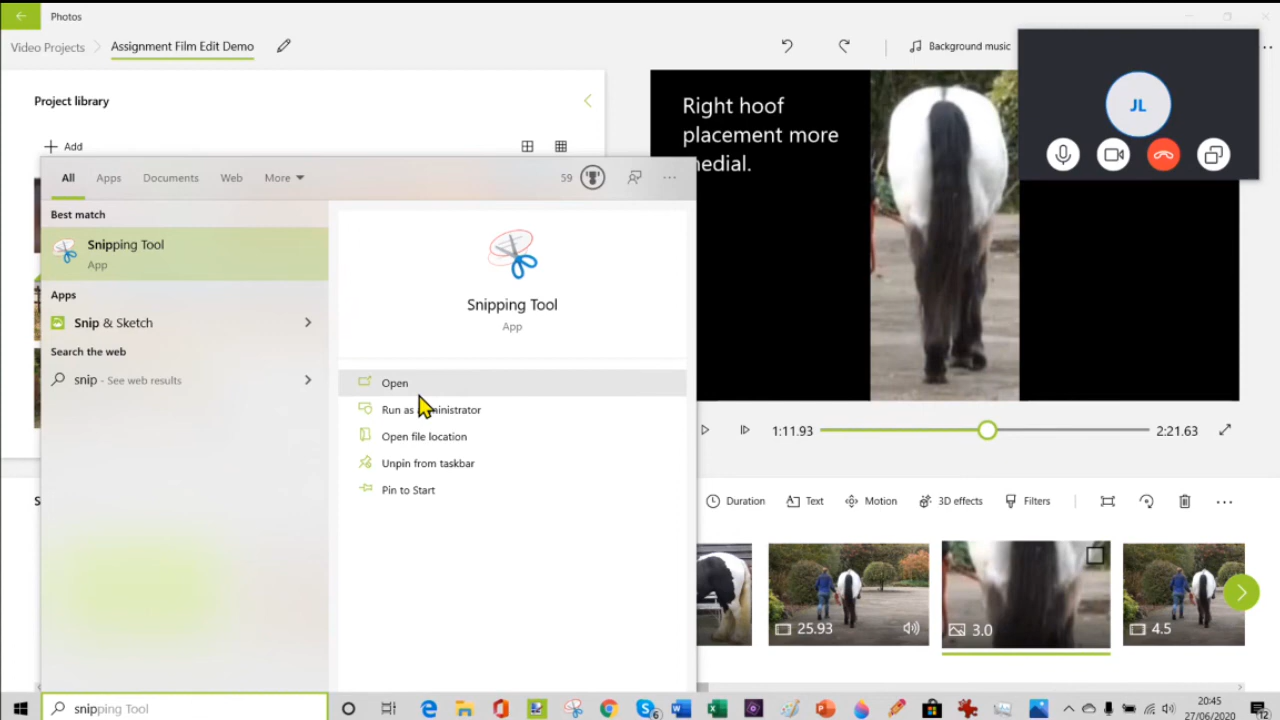 Photos
Video Projects
Assignment Film Edit Demo
Background music
JL
Project library
Add
Right hoof
placement more
medial.
All
Apps
Documents
Web
More
59
Best match
Snipping Tool
App
Apps
Snip & Sketch
Search the web
snip - See web results
Snipping Tool
App
Open
Run as administrator
Open file location
Unpin from taskbar
Pin to Start
1:11.93
2:21.63
Duration
Text
Motion
3D effects
Filters
25.93
3.0
4.5
snipping Tool
20:45
27/06/2020